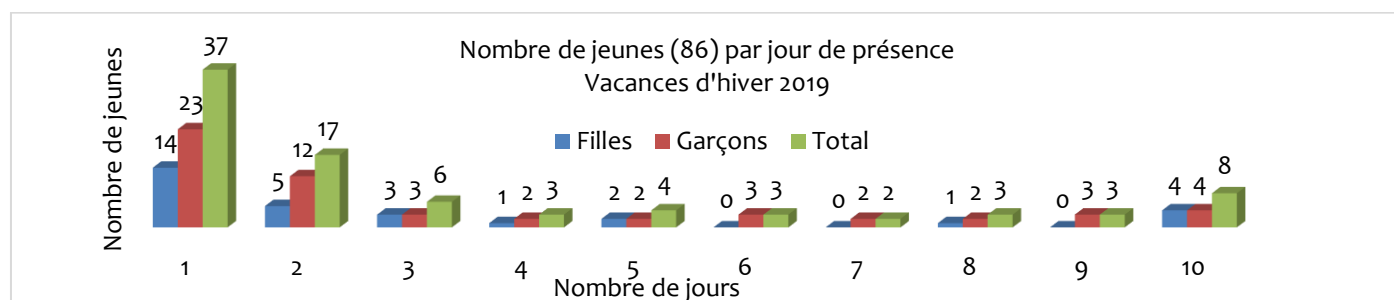 Nombre de jeunes (86) par jour de présence
Vacances d'hiver 2019
Filles Garçons Total
Nombre de jeunes
14 23 37
5 12 17
3 3 6
1 2 3
2 2 4
0 3 3
0 2 2
1 2 3
0 3 3
4 4 8
1 2 3 4 5 6 7 8 9 10
Nombre de jours